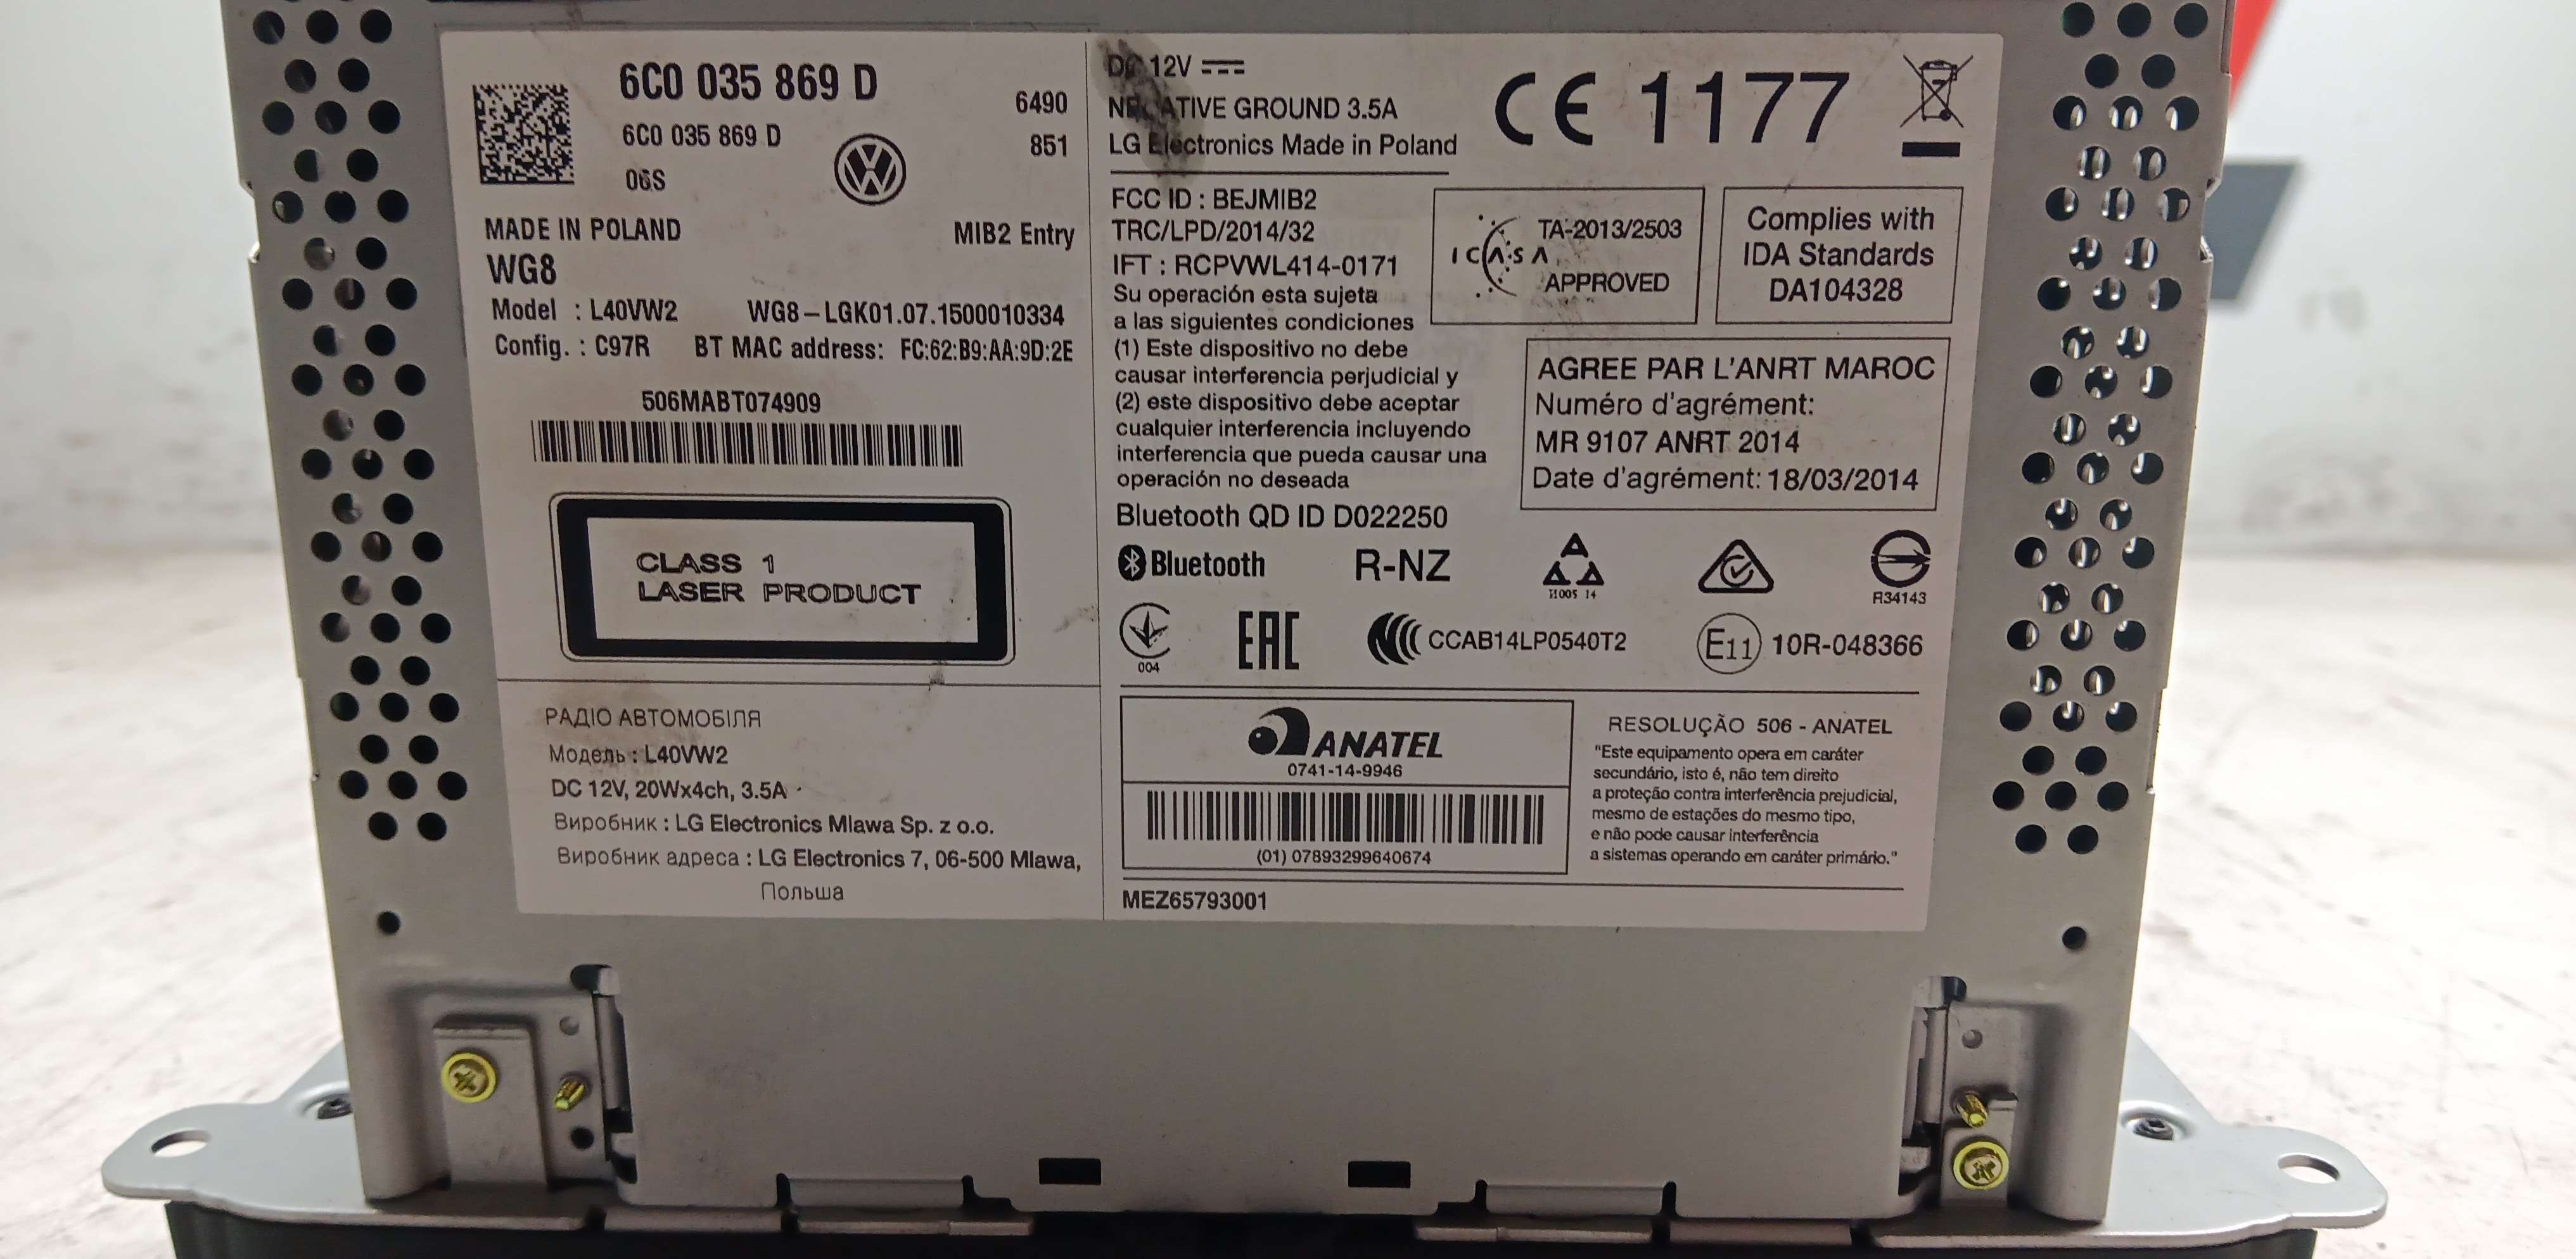 6C0 035 869 D
6C0 035 869 D
06S
6490
851
MADE IN POLAND
MIB2 Entry
WG8
Model : L40VW2 WG8-LGK01.07.1500010334
Config. : C97R BT MAC address: FC:62:B9:AA:9D:2E
506MABT074909
CLASS 1
LASER PRODUCT
РАДІО АВТОМОБІЛЯ
Модель : L40VW2
DC 12V, 20Wx4ch, 3.5A
Виробник : LG Electronics Mlawa Sp. z o.o.
Виробник адреса : LG Electronics 7, 06-500 Mlawa,
Польша
DC 12V
NEGATIVE GROUND 3.5A
LG Electronics Made in Poland
CE 1177
FCC ID : BEJMIB2
TRC/LPD/2014/32
IFT : RCPVWL414-0171
Su operación esta sujeta
a las siguientes condiciones
(1) Este dispositivo no debe
causar interferencia perjudicial y
(2) este dispositivo debe aceptar
cualquier interferencia incluyendo
interferencia que pueda causar una
operación no deseada
ICASA
TA-2013/2503
APPROVED
Complies with
IDA Standards
DA104328
AGREE PAR L'ANRT MAROC
Numéro d'agrément:
MR 9107 ANRT 2014
Date d'agrément: 18/03/2014
Bluetooth QD ID D022250
Bluetooth
R-NZ
R34143
004
EAC
CCAB14LP0540T2
E11 10R-048366
ANATEL
0741-14-9946
(01) 07893299640674
RESOLUÇÃO 506 - ANATEL
"Este equipamento opera em caráter
secundário, isto é, não tem direito
a proteção contra interferência prejudicial,
mesmo de estações do mesmo tipo,
e não pode causar interferência
a sistemas operando em caráter primário."
MEZ65793001